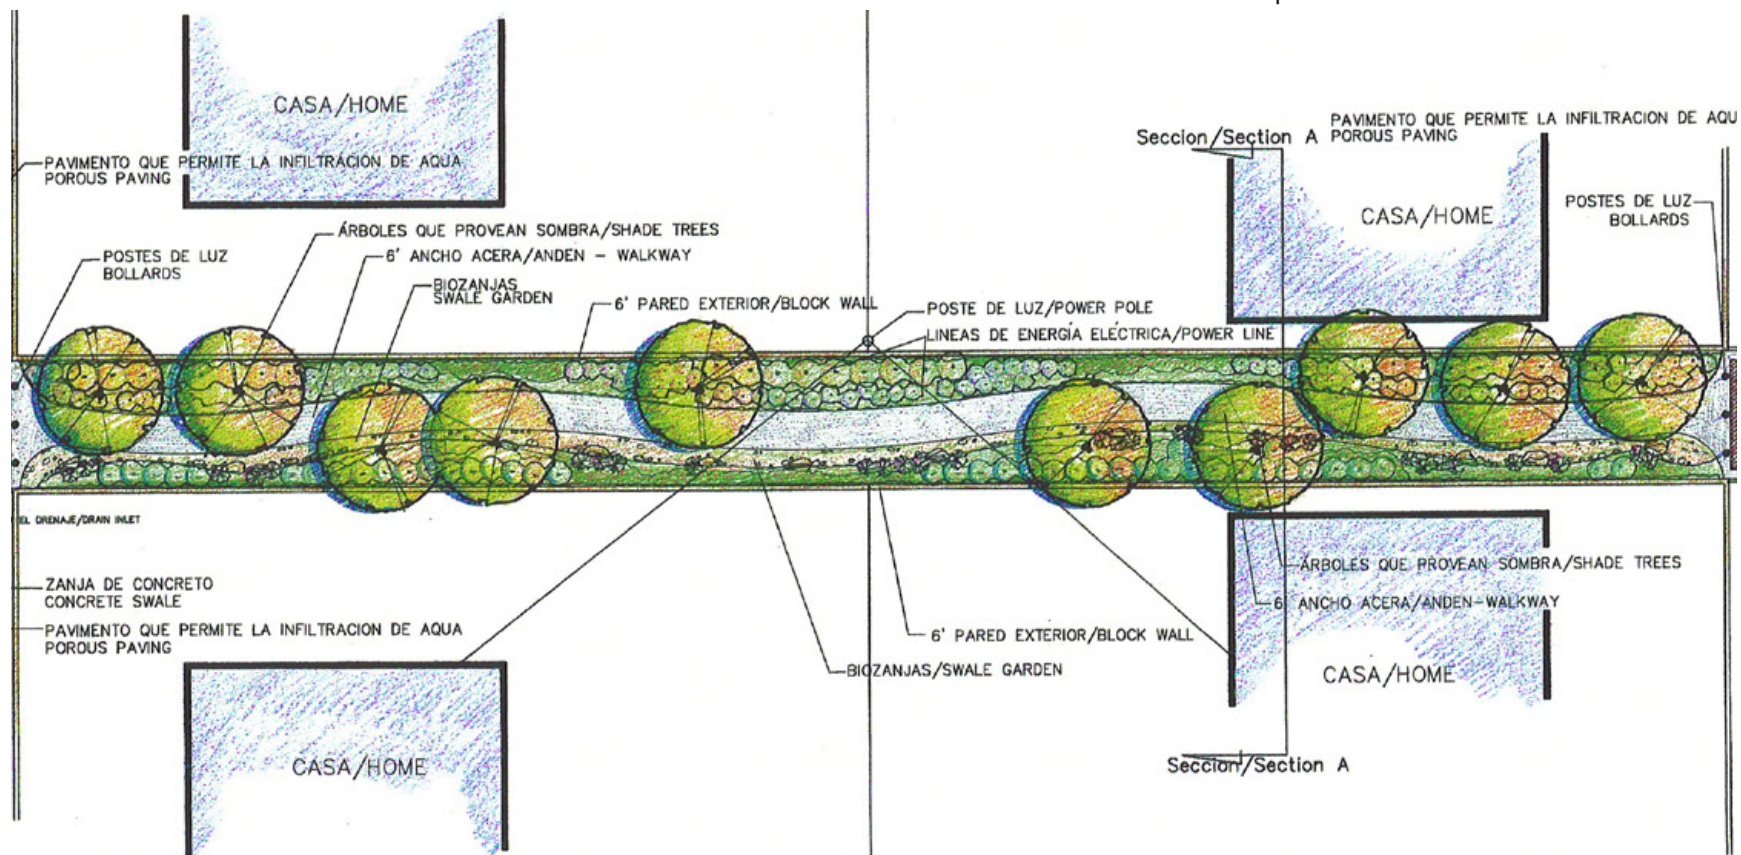 CASA/HOME
PAVIMENTO QUE PERMITE LA INFILTRACIÓN DE AQUA
POROUS PAVING
Seccion/Section A
PAVIMENTO QUE PERMITE LA INFILTRACION DE AQU
POROUS PAVING
CASA/HOME
POSTES DE LUZ
BOLLARDS
ÁRBOLES QUE PROVEAN SOMBRA/SHADE TREES
6' ANCHO ACERA/ANDEN - WALKWAY
POSTES DE LUZ
BOLLARDS
BIOZANJAS
SWALE GARDEN
6' PARED EXTERIOR/BLOCK WALL
POSTE DE LUZ/POWER POLE
LINEAS DE ENERGÍA ELÉCTRICA/POWER LINE
EL DRENAJE/DRAIN INLET
ZANJA DE CONCRETO
CONCRETE SWALE
PAVIMENTO QUE PERMITE LA INFILTRACION DE AQUA
POROUS PAVING
ÁRBOLES QUE PROVEAN SOMBRA/SHADE TREES
6' ANCHO ACERA/ANDEN-WALKWAY
6' PARED EXTERIOR/BLOCK WALL
BIOZANJAS/SWALE GARDEN
CASA/HOME
CASA/HOME
Seccion/Section A